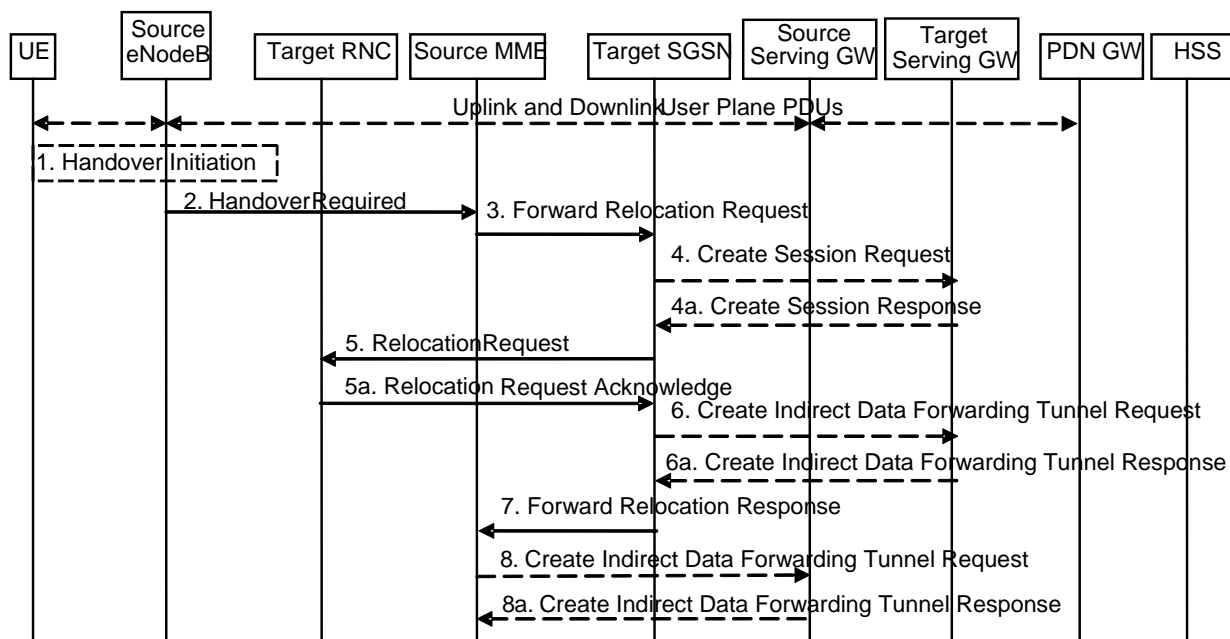 UE
Source
eNodeB
Target RNC
Source MME
Target SGSN
Source
Serving GW
Target
Serving GW
PDN GW
HSS
Uplink and Downlink User Plane PDUs
1. Handover Initiation
2. HandoverRequired
3. Forward Relocation Request
4. Create Session Request
4a. Create Session Response
5. RelocationRequest
5a. Relocation Request Acknowledge
6. Create Indirect Data Forwarding Tunnel Request
6a. Create Indirect Data Forwarding Tunnel Response
7. Forward Relocation Response
8. Create Indirect Data Forwarding Tunnel Request
8a. Create Indirect Data Forwarding Tunnel Response